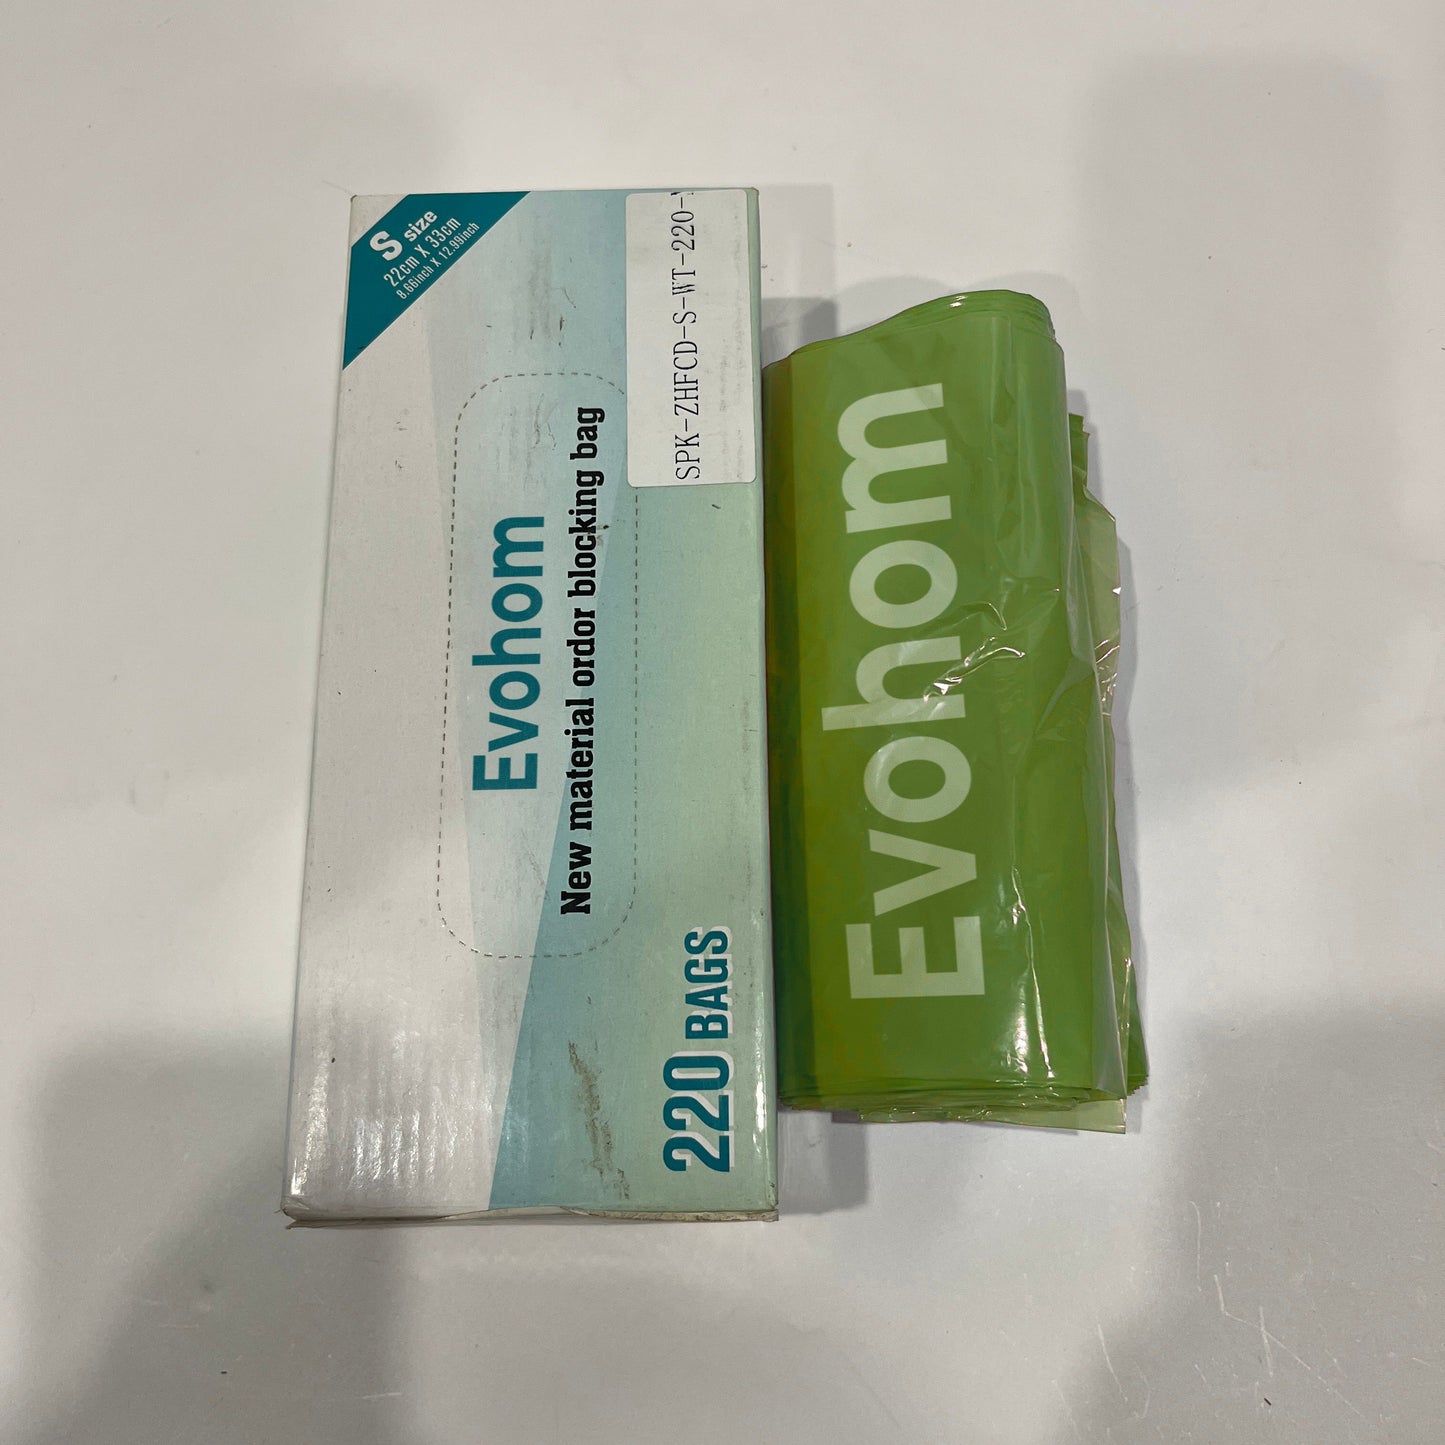 S size
22cm X 33cm
8.66inch X 12.99inch
SPK-ZHFCD-S-WT-220-
Evohom
New material ordor blocking bag
220 BAGS
Evohom